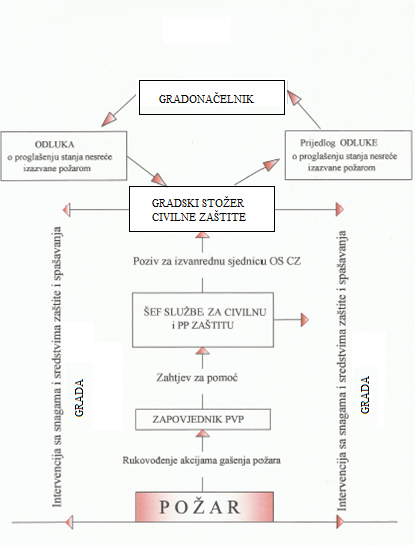 GRADONAČELNIK
ODLUKA
o proglašenju stanja nesreće
izazvane požarom
Prijedlog ODLUKE
o proglašenju stanja nesreće
izazvane požarom
GRADSKI STOŽER
CIVILNE ZAŠTITE
Poziv za izvanrednu sjednicu OS CZ
ŠEF SLUŽBE ZA CIVILNU
i PP ZAŠTITU
Zahtjev za pomoć
ZAPOVJEDNIK PVP
Rukovođenje akcijama gašenja požara
POŽAR
Intervencija sa snagama i sredstvima zaštite i spašavanja
GRADA
Intervencija sa snagama i sredstvima zaštite i spašavanja
GRADA